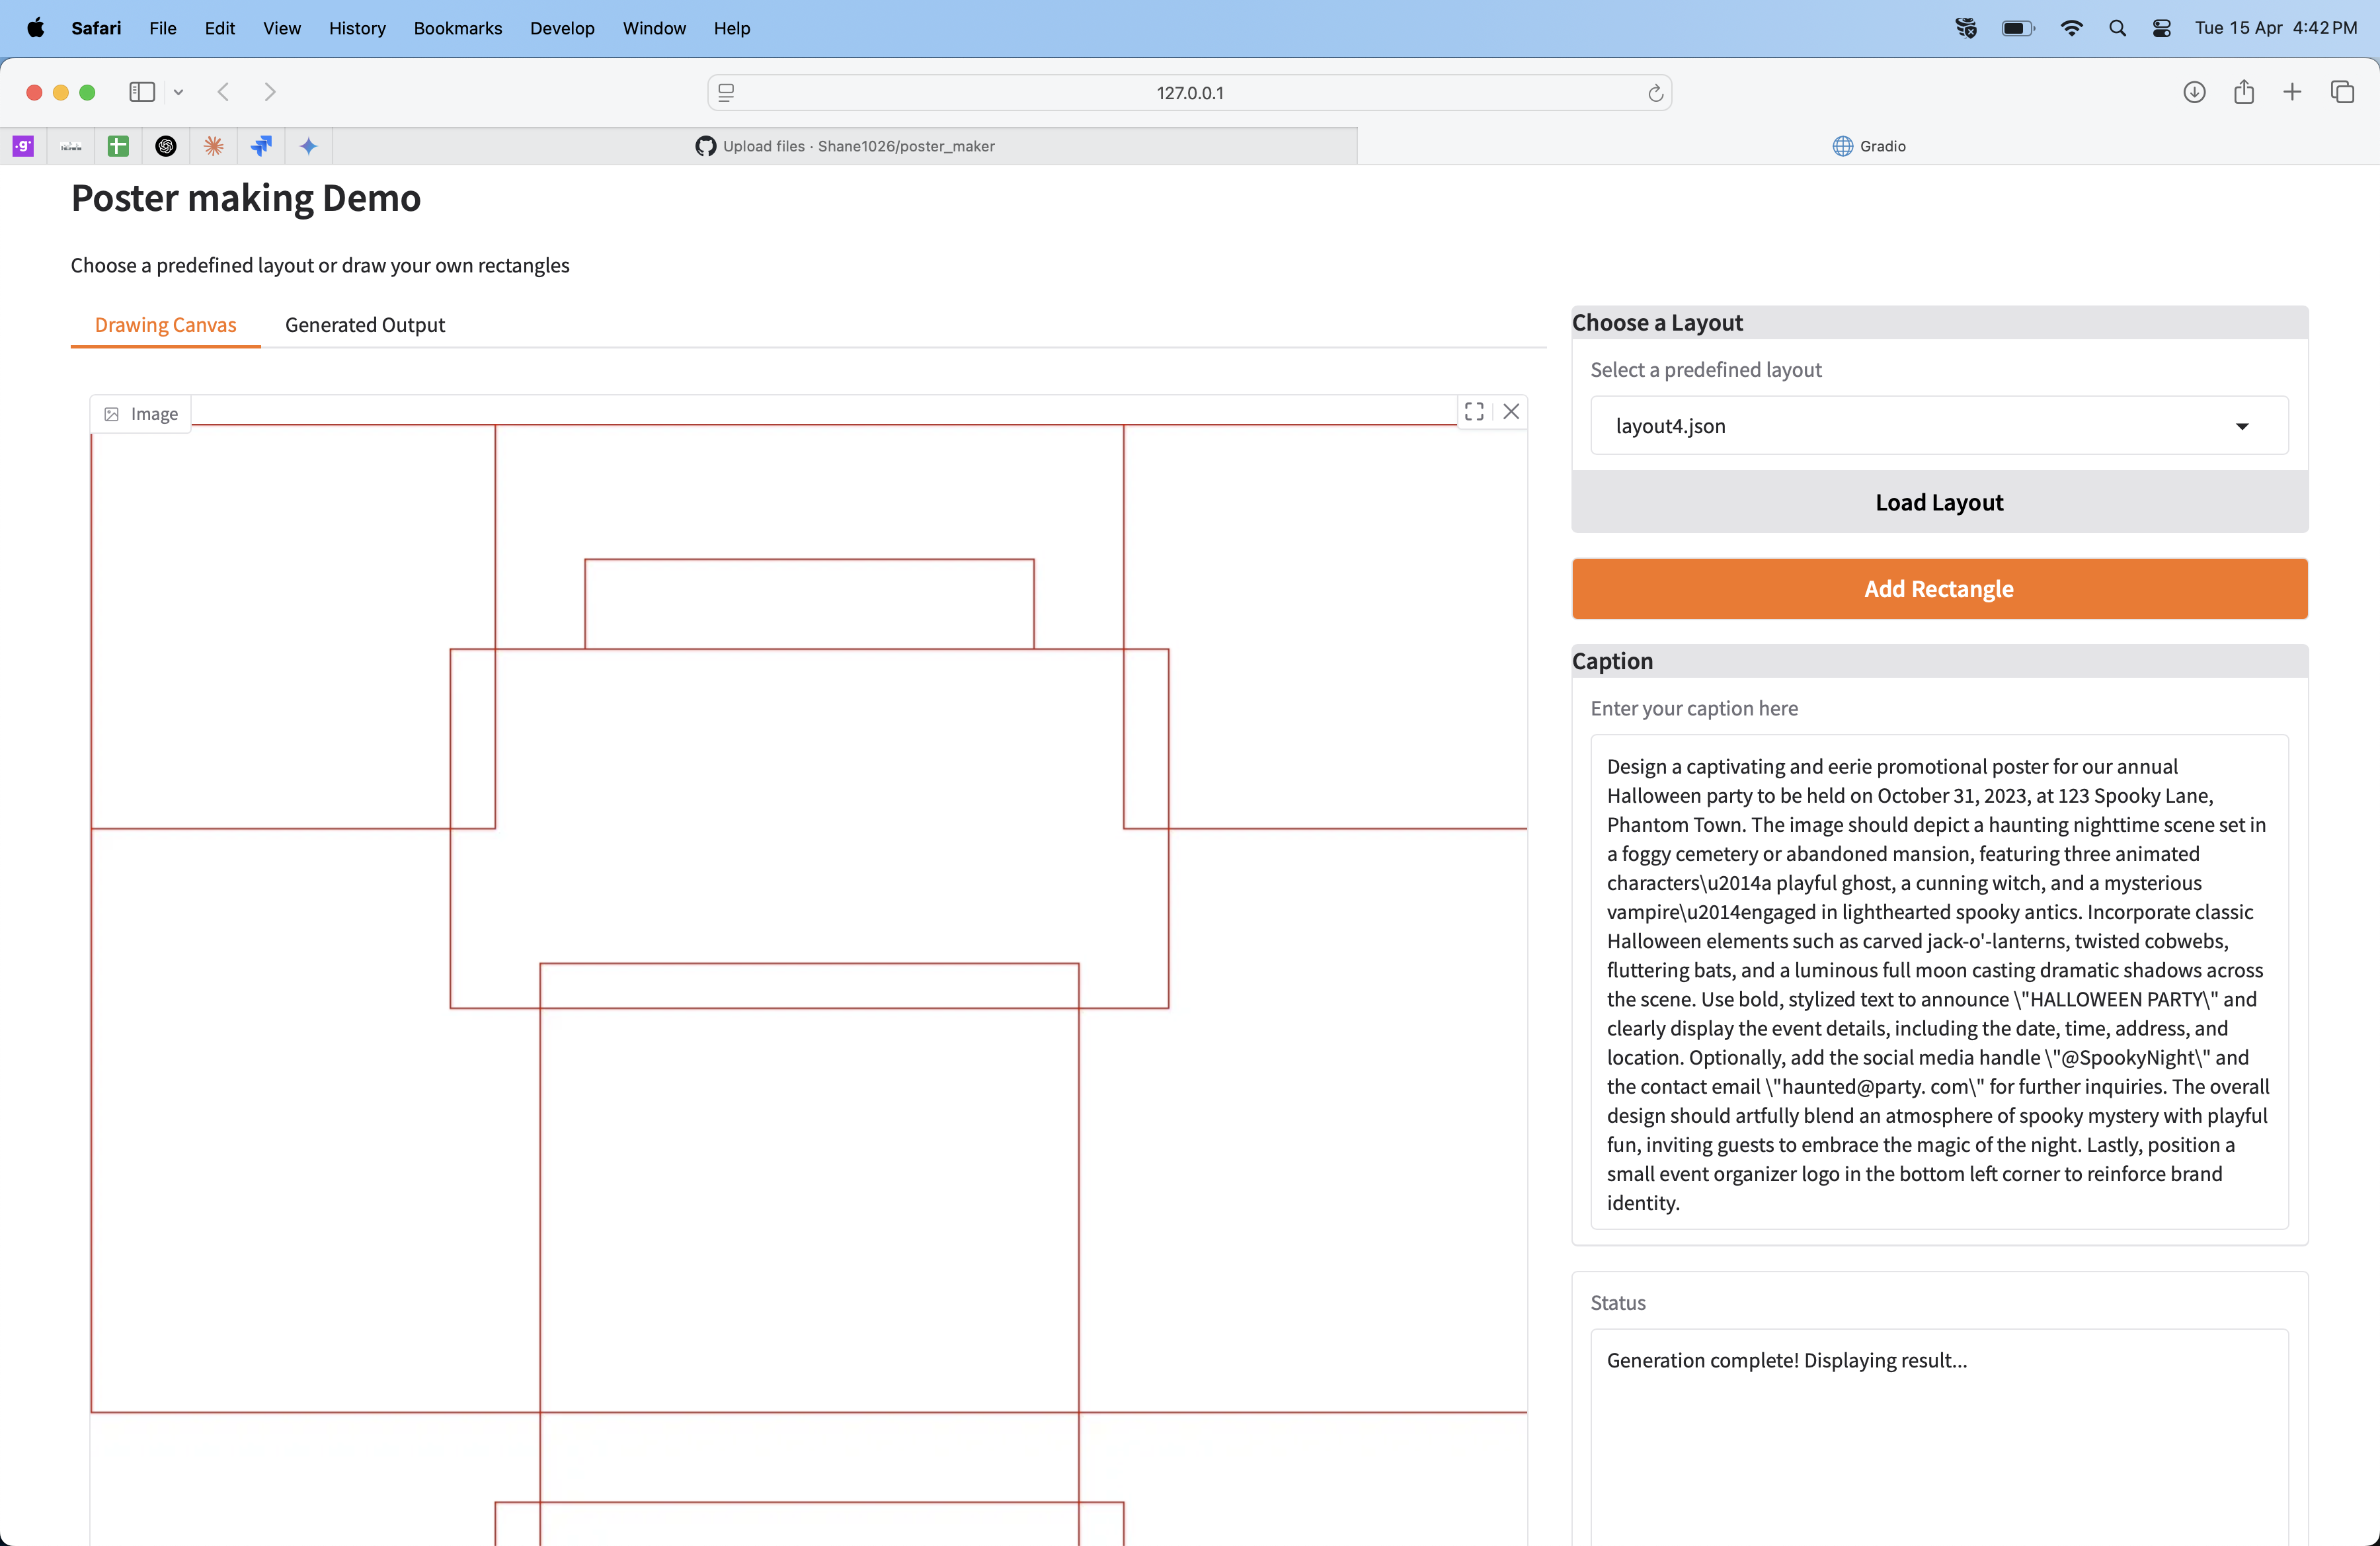 Safari File Edit View History Bookmarks Develop Window Help Tue 15 Apr 4:42 PM
127.0.0.1
.g*
Upload files · Shane1026/poster_maker
Gradio
Poster making Demo
Choose a predefined layout or draw your own rectangles
Drawing Canvas Generated Output
Image
Choose a Layout
Select a predefined layout
layout4.json
Load Layout
Add Rectangle
Caption
Enter your caption here
Design a captivating and eerie promotional poster for our annual
Halloween party to be held on October 31, 2023, at 123 Spooky Lane,
Phantom Town. The image should depict a haunting nighttime scene set in
a foggy cemetery or abandoned mansion, featuring three animated
characters\u2014a playful ghost, a cunning witch, and a mysterious
vampire\u2014engaged in lighthearted spooky antics. Incorporate classic
Halloween elements such as carved jack-o'-lanterns, twisted cobwebs,
fluttering bats, and a luminous full moon casting dramatic shadows across
the scene. Use bold, stylized text to announce \"HALLOWEEN PARTY\" and
clearly display the event details, including the date, time, address, and
location. Optionally, add the social media handle \"@SpookyNight\" and
the contact email \"haunted@party. com\" for further inquiries. The overall
design should artfully blend an atmosphere of spooky mystery with playful
fun, inviting guests to embrace the magic of the night. Lastly, position a
small event organizer logo in the bottom left corner to reinforce brand
identity.
Status
Generation complete! Displaying result...